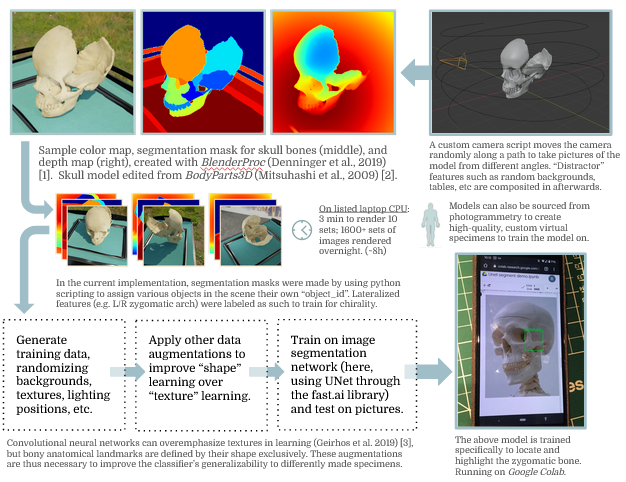 Sample color map, segmentation mask for skull bones (middle), and
depth map (right), created with BlenderProc (Denninger et al., 2019)
[1].  Skull model edited from BodyParts3D (Mitsuhashi et al., 2009) [2].
A custom camera script moves the camera
randomly along a path to take pictures of the
model from different angles. “Distractor”
features such as random backgrounds,
tables, etc are composited in afterwards.
On listed laptop CPU:
3 min to render 10
sets; 1600+ sets of
images rendered
overnight. (~8h)
Models can also be sourced from
photogrammetry to create
high-quality, custom virtual
specimens to train the model on.
In the current implementation, segmentation masks were made by using python
scripting to assign various objects in the scene their own “object_id”. Lateralized
features (e.g. L/R zygomatic arch) were labeled as such to train for chirality.
Generate
training data,
randomizing
backgrounds,
textures, lighting
positions, etc.
Apply other data
augmentations to
improve “shape”
learning over
“texture” learning.
Train on image
segmentation
network (here,
using UNet through
the fast.ai library)
and test on pictures.
Convolutional neural networks can overemphasize textures in learning (Geirhos et al. 2019) [3],
but bony anatomical landmarks are defined by their shape exclusively. These augmentations
are thus necessary to improve the classifier’s generalizability to differently made specimens.
The above model is trained
specifically to locate and
highlight the zygomatic bone.
Running on Google Colab.